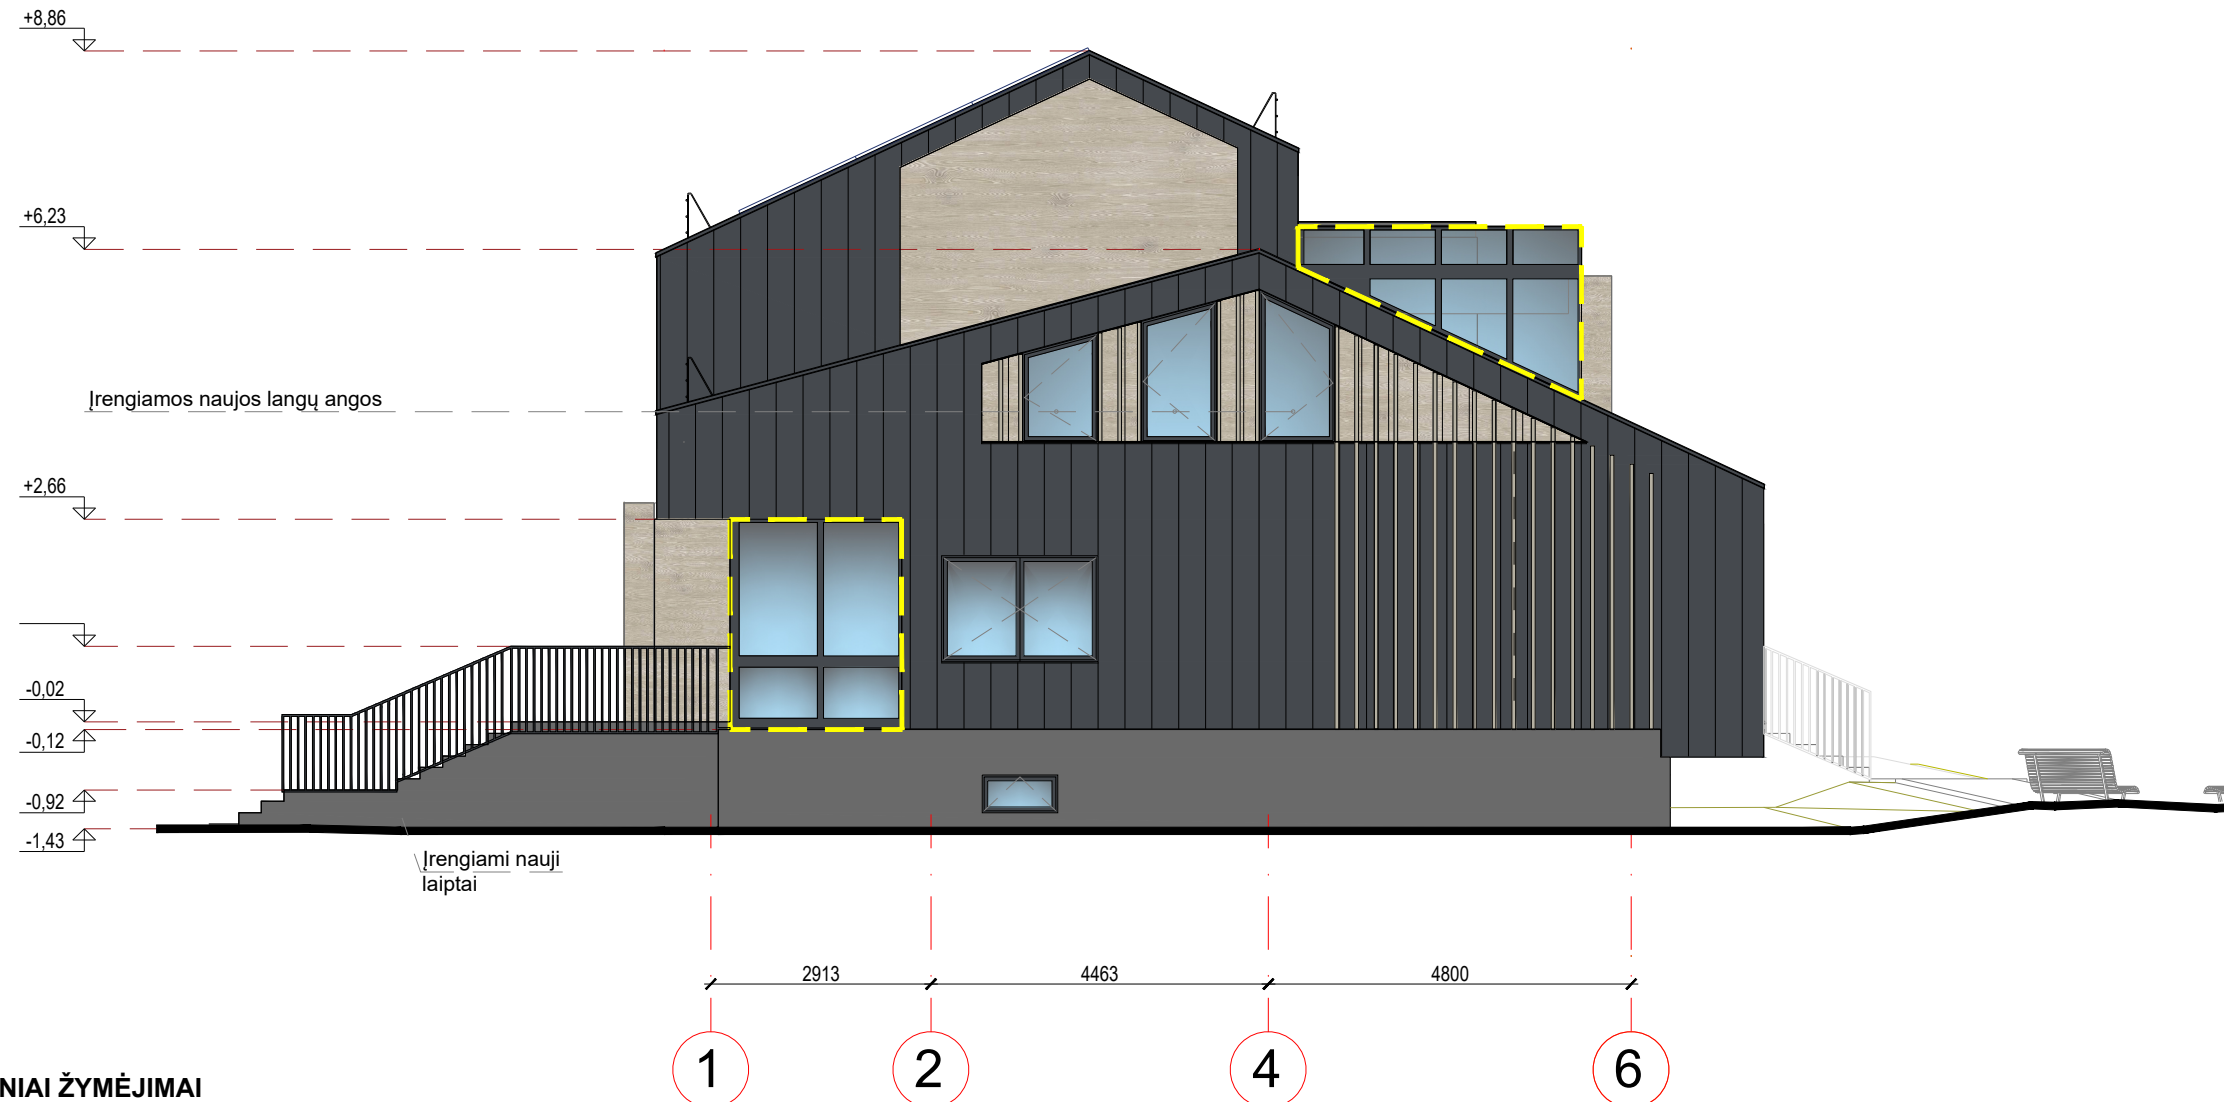 +8,86
+6,23
Įrengiamos naujos langų angos
+2,66
-0,02
-0,12
-0,92
-1,43
Įrengiami nauji
laiptai
2913 4463 4800
1 2 4 6
NIAI ŽYMĖJIMAI